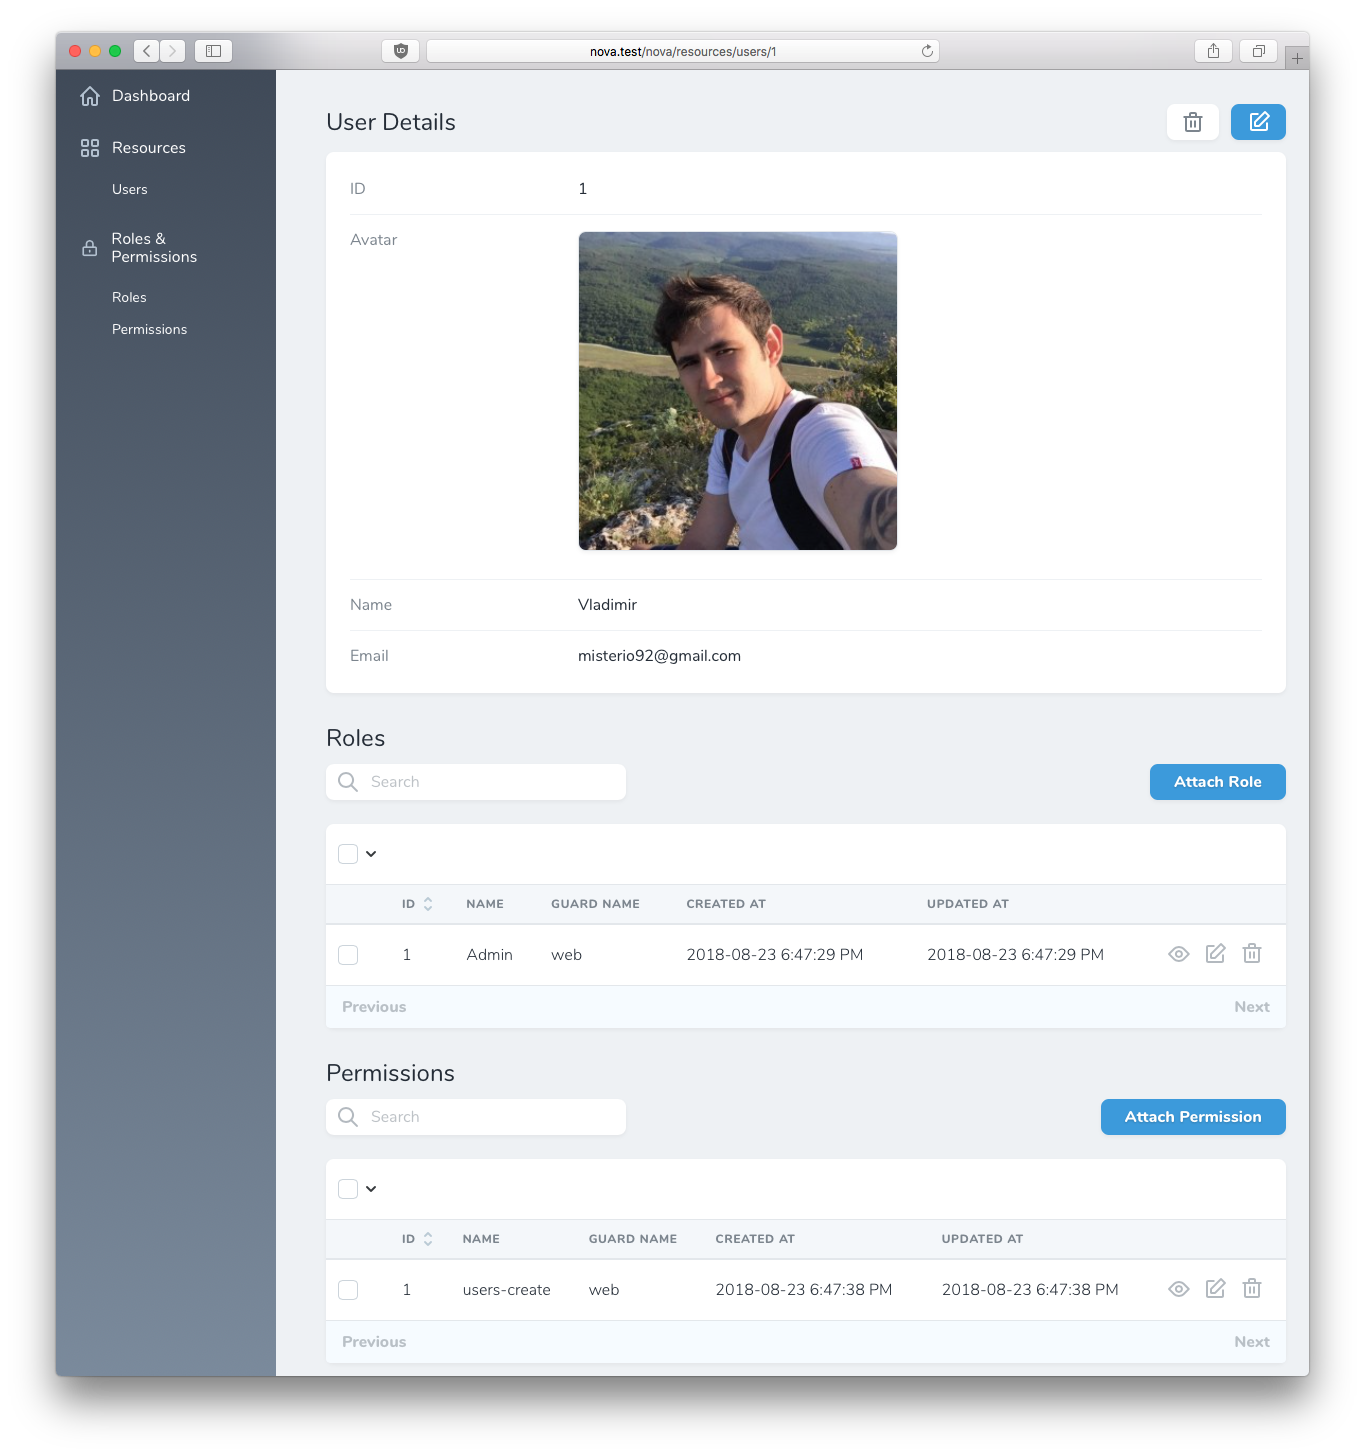 nova.test/nova/resources/users/1
Dashboard
Resources
Users
Roles &
Permissions
Roles
Permissions
User Details
ID 1
Avatar
Name Vladimir
Email misterio92@gmail.com
Roles
Search
Attach Role
ID NAME GUARD NAME CREATED AT UPDATED AT
1 Admin web 2018-08-23 6:47:29 PM 2018-08-23 6:47:29 PM
Previous Next
Permissions
Search
Attach Permission
ID NAME GUARD NAME CREATED AT UPDATED AT
1 users-create web 2018-08-23 6:47:38 PM 2018-08-23 6:47:38 PM
Previous Next